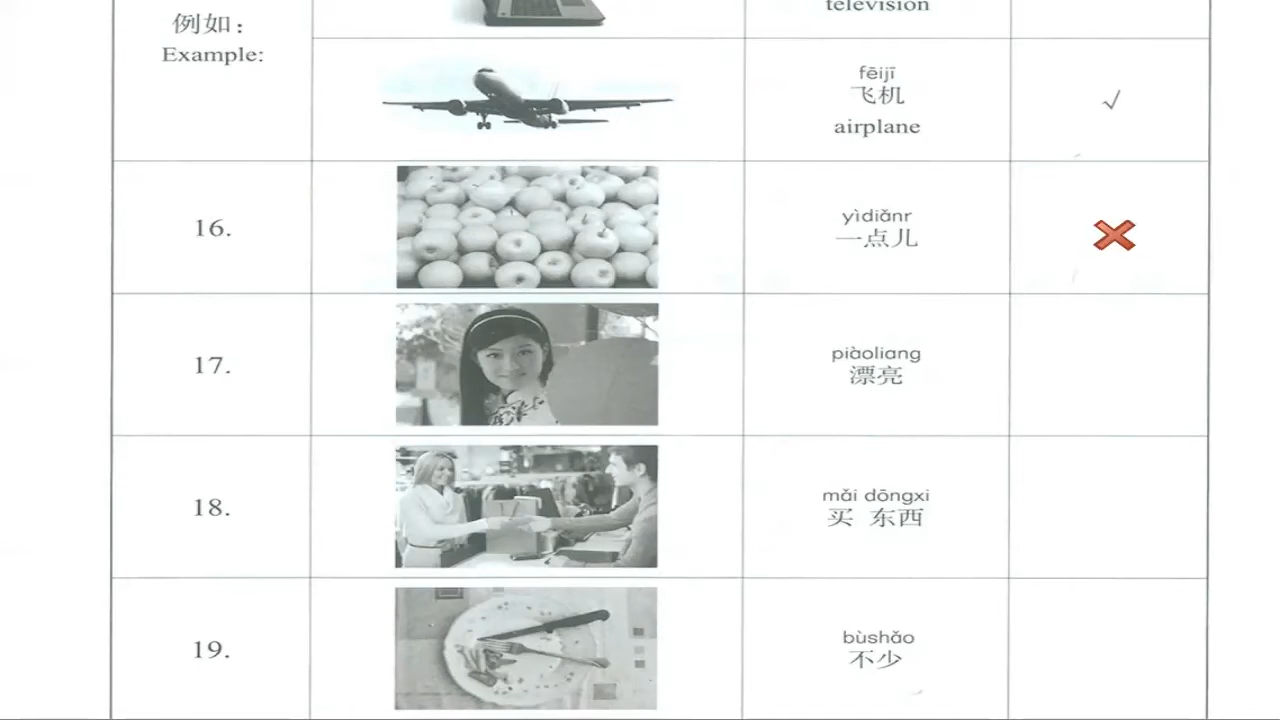 例如：
Example:
television
fēijī
飞机
airplane
√
16.
yìdiǎnr
一点儿
17.
piàoliang
漂亮
18.
mǎi dōngxi
买 东西
19.
bùshǎo
不少